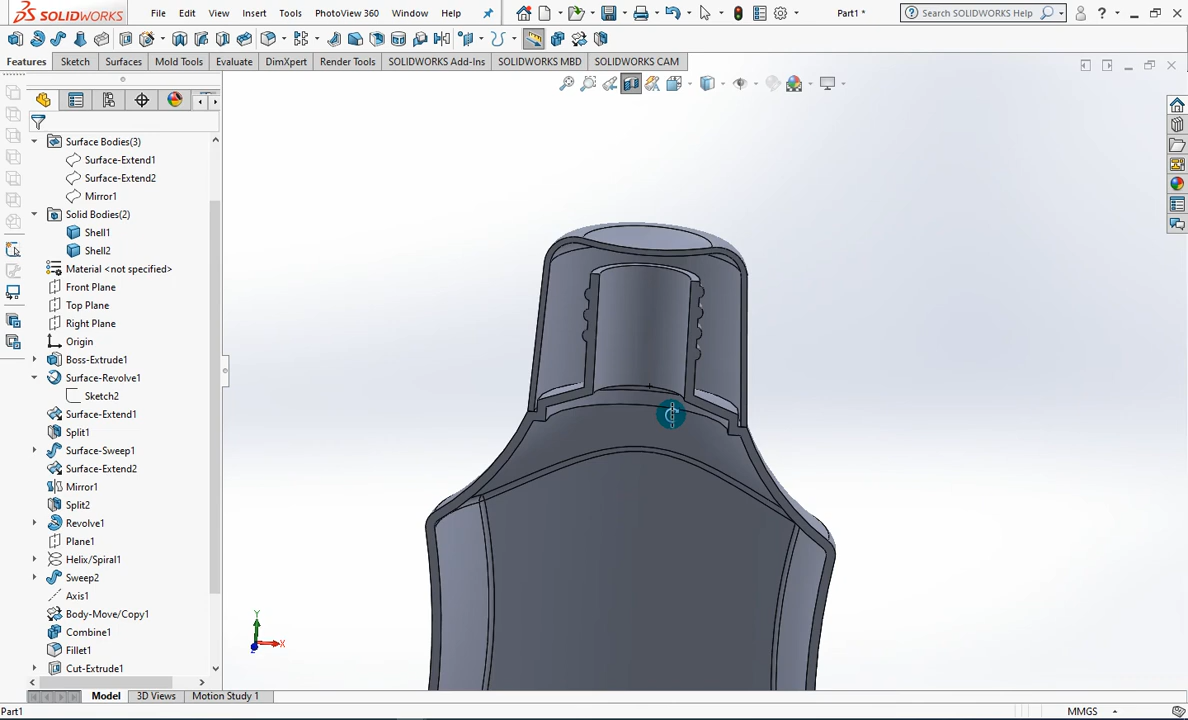 SOLIDWORKS File Edit View Insert Tools PhotoView 360 Window Help Part1 * Search SOLIDWORKS Help ?
Features Sketch Surfaces Mold Tools Evaluate DimXpert Render Tools SOLIDWORKS Add-Ins SOLIDWORKS MBD SOLIDWORKS CAM
Surface Bodies(3)
Surface-Extend1
Surface-Extend2
Mirror1
Solid Bodies(2)
Shell1
Shell2
Material <not specified>
Front Plane
Top Plane
Right Plane
Origin
Boss-Extrude1
Surface-Revolve1
Sketch2
Surface-Extend1
Split1
Surface-Sweep1
Surface-Extend2
Mirror1
Split2
Revolve1
Plane1
Helix/Spiral1
Sweep2
Axis1
Body-Move/Copy1
Combine1
Fillet1
Cut-Extrude1
Y
X
Z
Model 3D Views Motion Study 1
Part1 MMGS